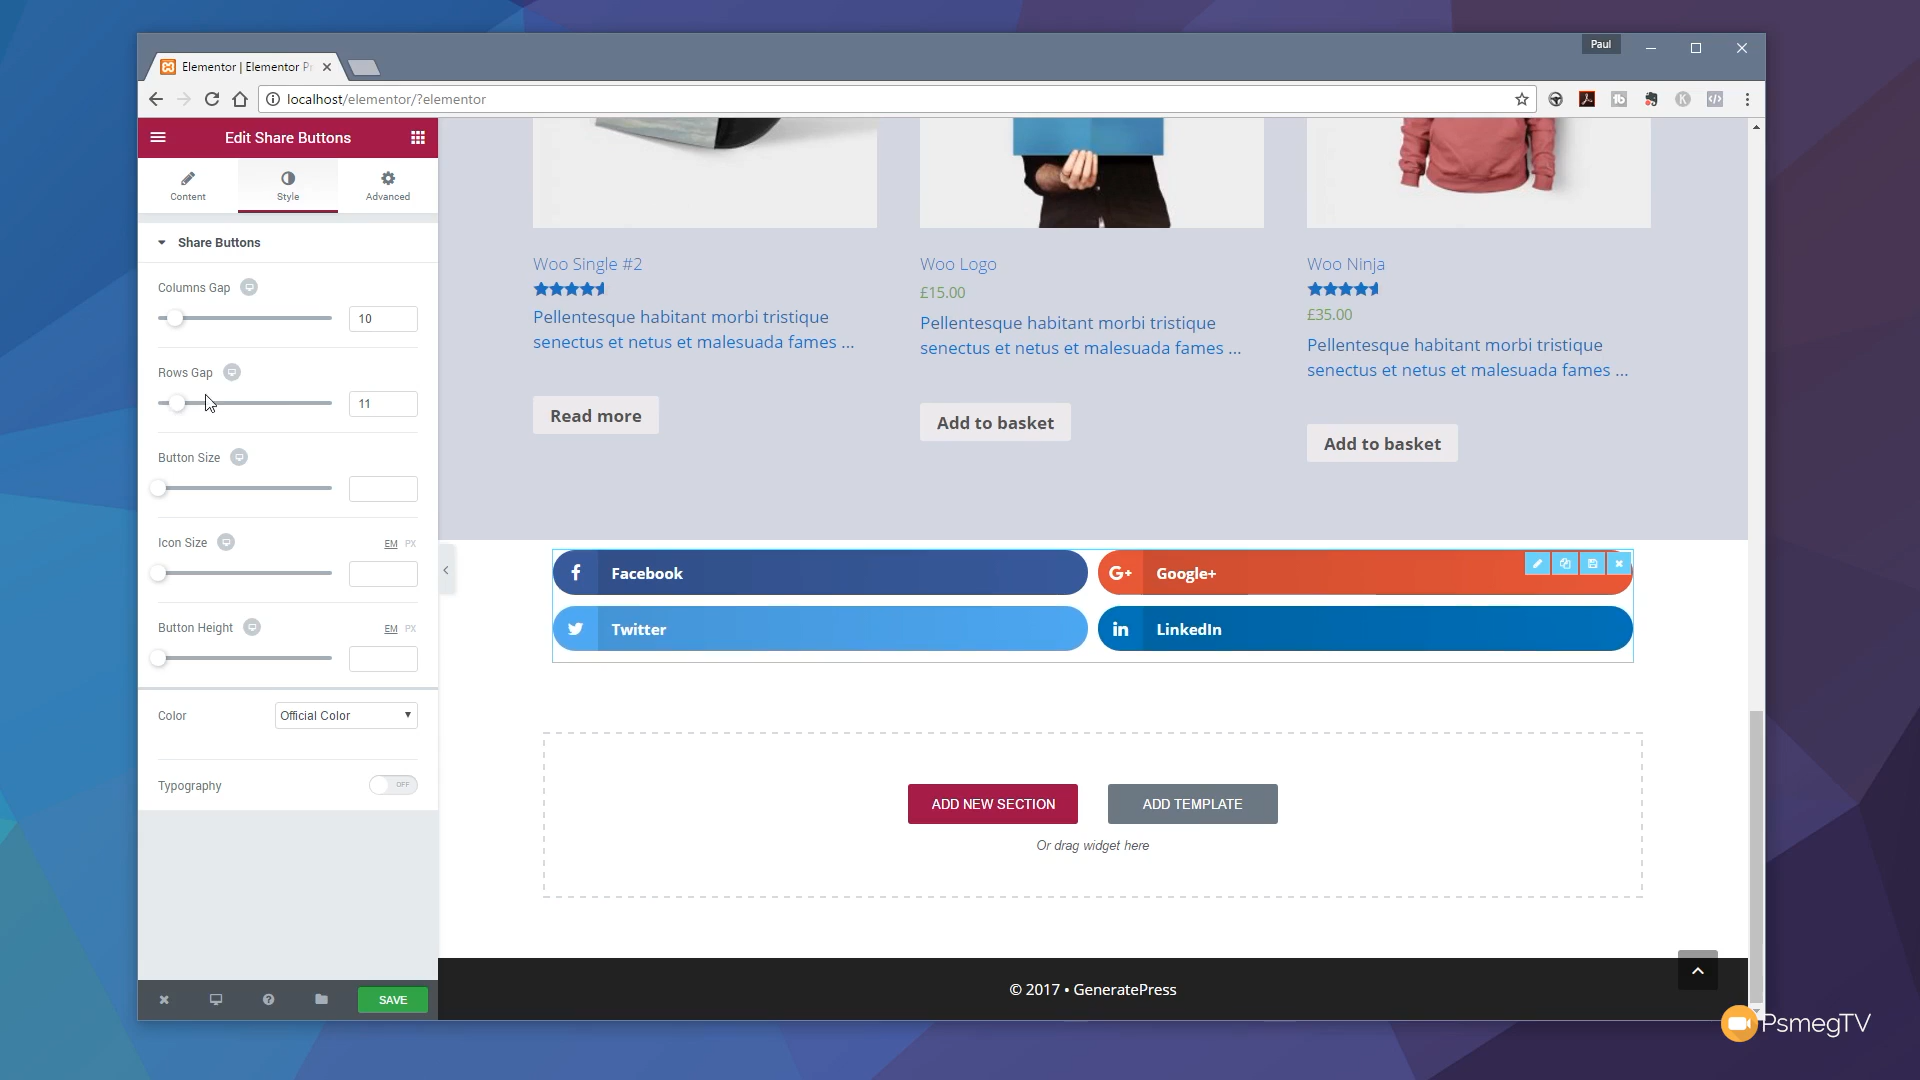 Paul
Elementor | Elementor P
localhost/elementor/?elementor
Edit Share Buttons
Content
Style
Advanced
Share Buttons
Columns Gap
10
Rows Gap
11
Button Size
Icon Size
EM PX
Button Height
EM PX
Color
Official Color
Typography
OFF
SAVE
Woo Single #2
Pellentesque habitant morbi tristique
senectus et netus et malesuada fames ...
Read more
Woo Logo
£15.00
Pellentesque habitant morbi tristique
senectus et netus et malesuada fames ...
Add to basket
Woo Ninja
£35.00
Pellentesque habitant morbi tristique
senectus et netus et malesuada fames ...
Add to basket
Facebook
G+ Google+
Twitter
in LinkedIn
ADD NEW SECTION
ADD TEMPLATE
Or drag widget here
© 2017 • GeneratePress
PsmegTV